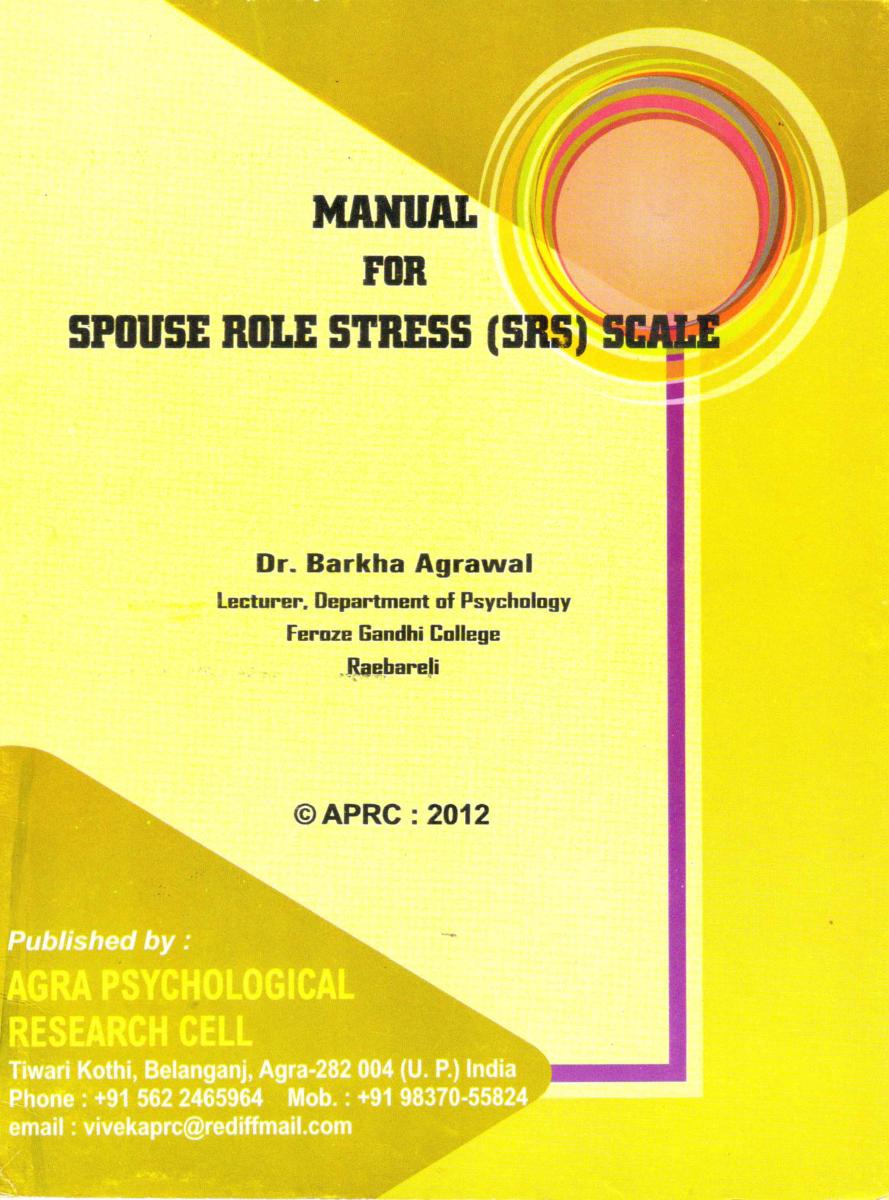 MANUAL
FOR
SPOUSE ROLE STRESS (SRS) SCALE
Dr. Barkha Agrawal
Lecturer, Department of Psychology
Feroze Gandhi College
Raebareli
© APRC : 2012
Published by :
AGRA PSYCHOLOGICAL
RESEARCH CELL
Tiwari Kothi, Belanganj, Agra-282 004 (U. P.) India
Phone : +91 562 2465964 Mob. : +91 98370-55824
email : vivekaprc@rediffmail.com